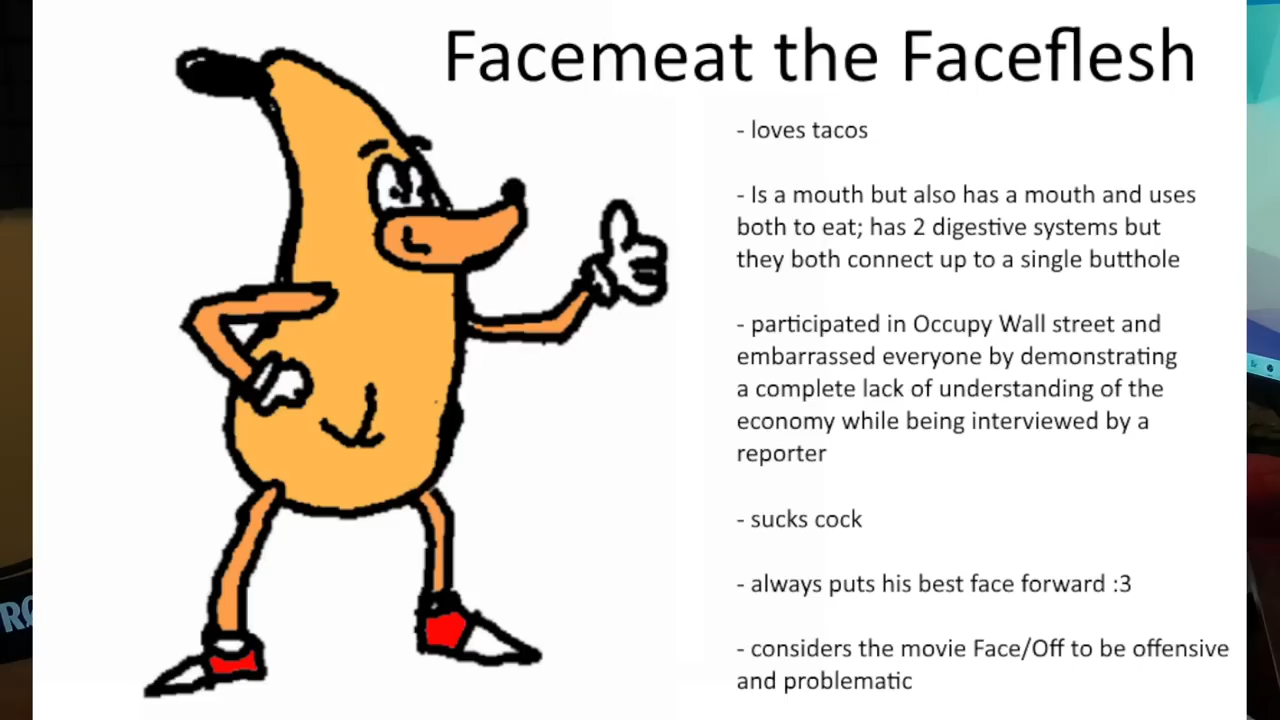 Facemeat the Faceflesh
- loves tacos
- Is a mouth but also has a mouth and uses
both to eat; has 2 digestive systems but
they both connect up to a single butthole
- participated in Occupy Wall street and
embarrassed everyone by demonstrating
a complete lack of understanding of the
economy while being interviewed by a
reporter
- sucks cock
- always puts his best face forward :3
- considers the movie Face/Off to be offensive
and problematic